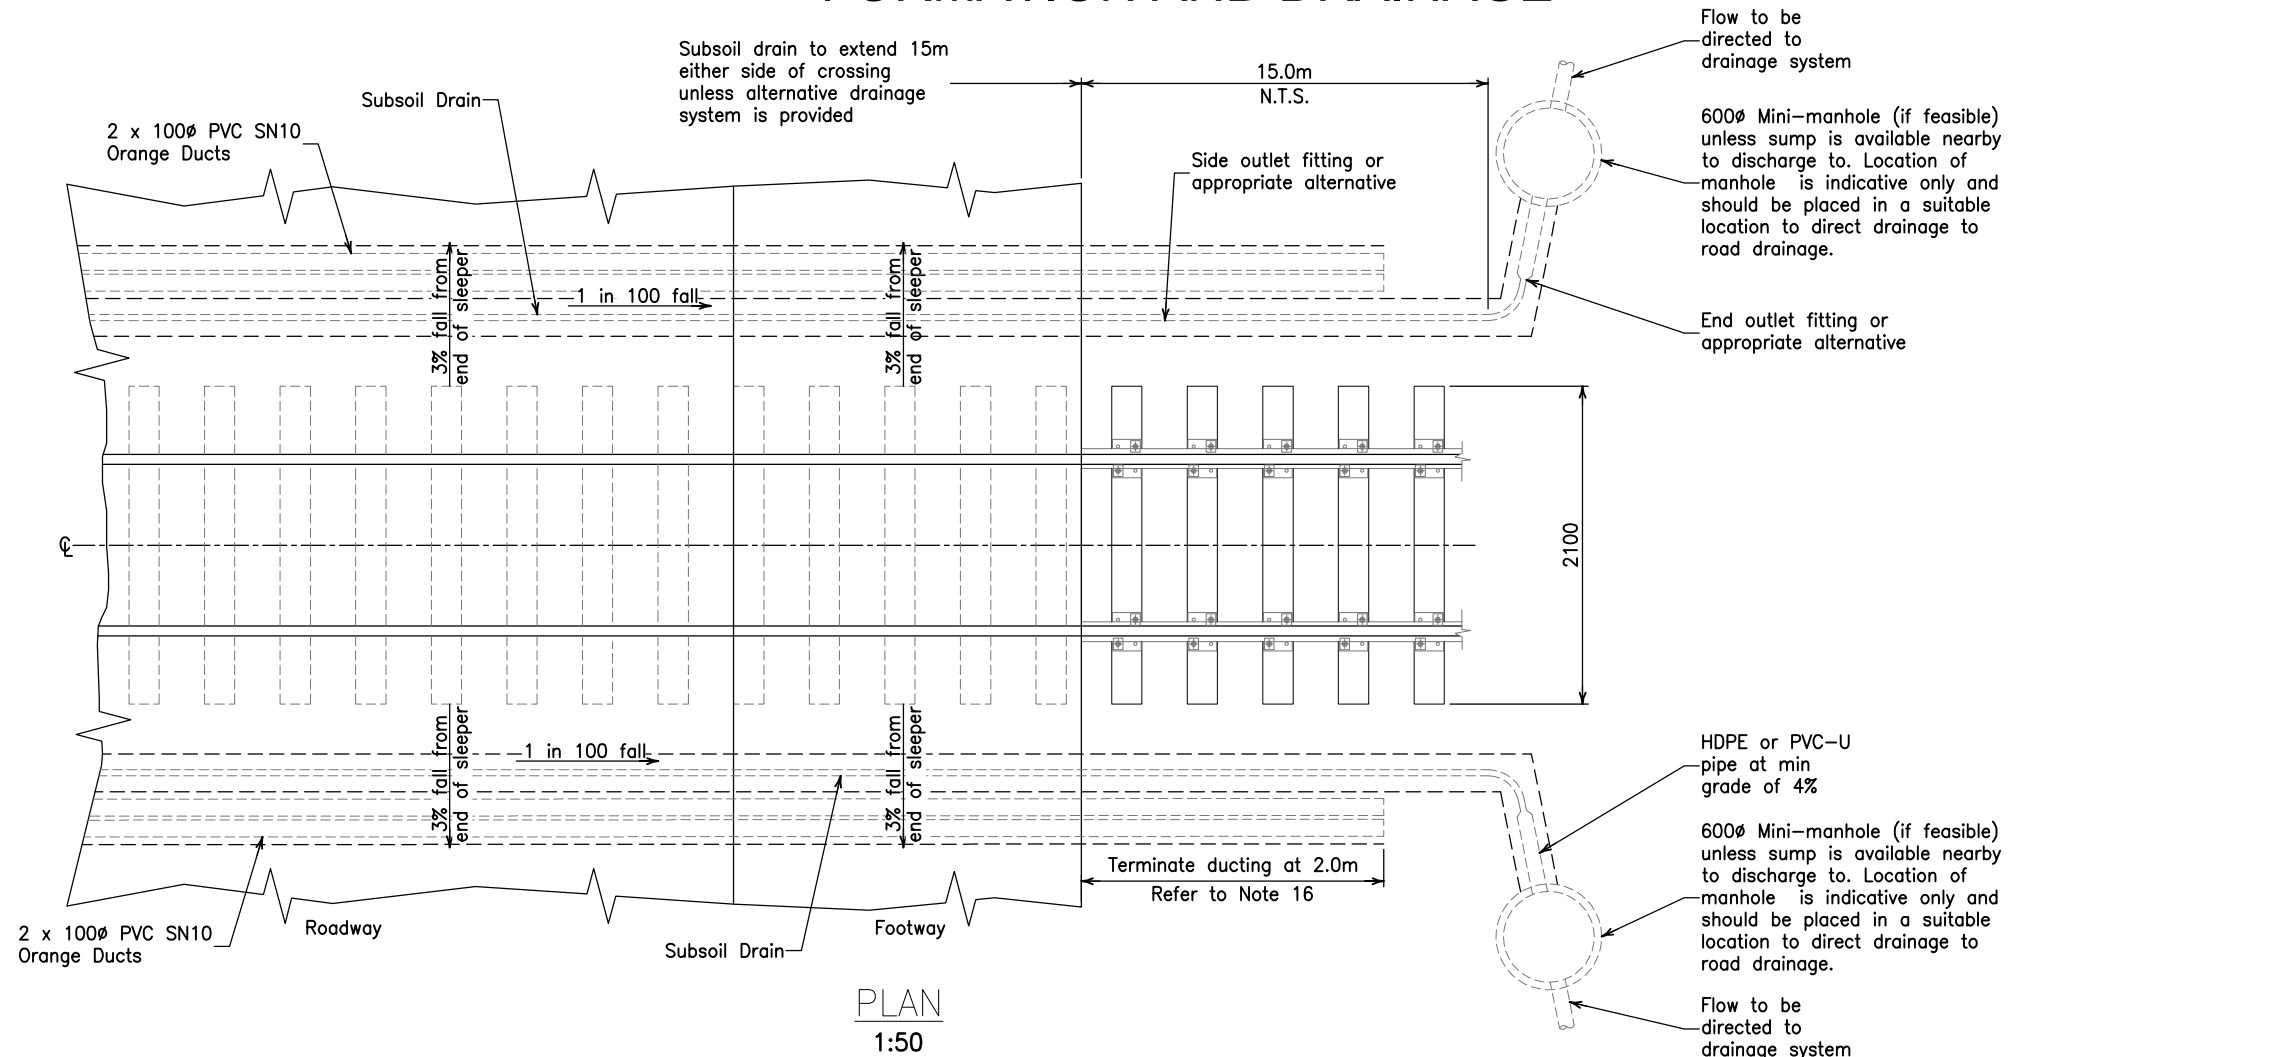 FORMATION AND DRAINAGE
Subsoil drain to extend 15m
either side of crossing
unless alternative drainage
system is provided
15.0m
N.T.S.
Flow to be
directed to
drainage system
Subsoil Drain
2 x 100ø PVC SN10
Orange Ducts
Side outlet fitting or
appropriate alternative
600ø Mini-manhole (if feasible)
unless sump is available nearby
to discharge to. Location of
manhole is indicative only and
should be placed in a suitable
location to direct drainage to
road drainage.
3% fall from
end of sleeper
1 in 100 fall
3% fall from
end of sleeper
End outlet fitting or
appropriate alternative
℄
2100
3% fall from
end of sleeper
1 in 100 fall
3% fall from
end of sleeper
HDPE or PVC-U
pipe at min
grade of 4%
Terminate ducting at 2.0m
Refer to Note 16
600ø Mini-manhole (if feasible)
unless sump is available nearby
to discharge to. Location of
manhole is indicative only and
should be placed in a suitable
location to direct drainage to
road drainage.
2 x 100ø PVC SN10
Orange Ducts
Roadway
Subsoil Drain
Footway
PLAN
1:50
Flow to be
directed to
drainage system